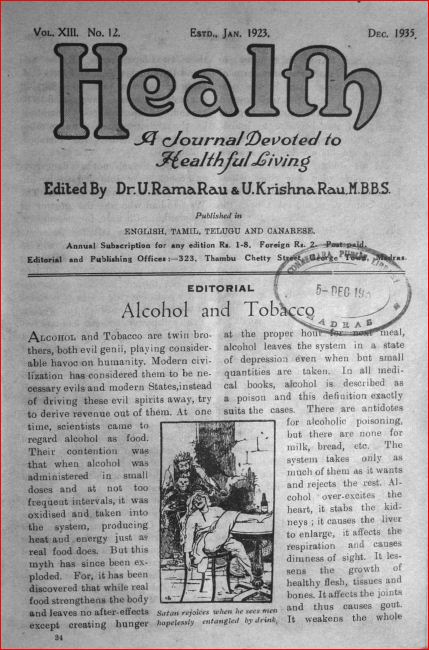 Vol. XIII. No. 12. Estd., Jan. 1923. Dec. 1935.
Health
A Journal Devoted to
Healthful Living
Edited By Dr. U. Rama Rau & U. Krishna Rau, M.B.B.S.
Published in
ENGLISH, TAMIL, TELUGU AND CANARESE.
Annual Subscription for any edition Rs. 1-8. Foreign Rs. 2. Post paid.
Editorial and Publishing Offices:—323, Thambu Chetty Street, George Town, Madras.
5- DEC 19
MADRAS
EDITORIAL
Alcohol and Tobacco
Alcohol and Tobacco are twin bro-
thers, both evil genii, playing consider-
able havoc on humanity. Modern civi-
lization has considered them to be ne-
cessary evils and modern States, instead
of driving these evil spirits away, try
to derive revenue out of them. At one
time, scientists came to
regard alcohol as food.
Their contention was
that when alcohol was
administered in small
doses and at not too
frequent intervals, it was
oxidised and taken into
the system, producing
heat and energy just as
real food does. But this
myth has since been ex-
ploded. For, it has been
discovered that while real
food strengthens the body
and leaves no after-effects
except creating hunger
at the proper hour for next meal,
alcohol leaves the system in a state
of depression even when but small
quantities are taken. In all medi-
cal books, alcohol is described as
a poison and this definition exactly
suits the cases. There are antidotes
for alcoholic poisoning,
but there are none for
milk, bread, etc. The
system takes only as
much of them as it wants
and rejects the rest. Al-
cohol over-excites the
heart, it stabs the kid-
neys; it causes the liver
to enlarge, it affects the
respiration and causes
dimness of sight. It les-
sens the growth of
healthy flesh, tissues and
bones. It affects the joints
and thus causes gout.
It weakens the whole
Satan rejoices when he sees men
hopelessly entangled by drink,
34